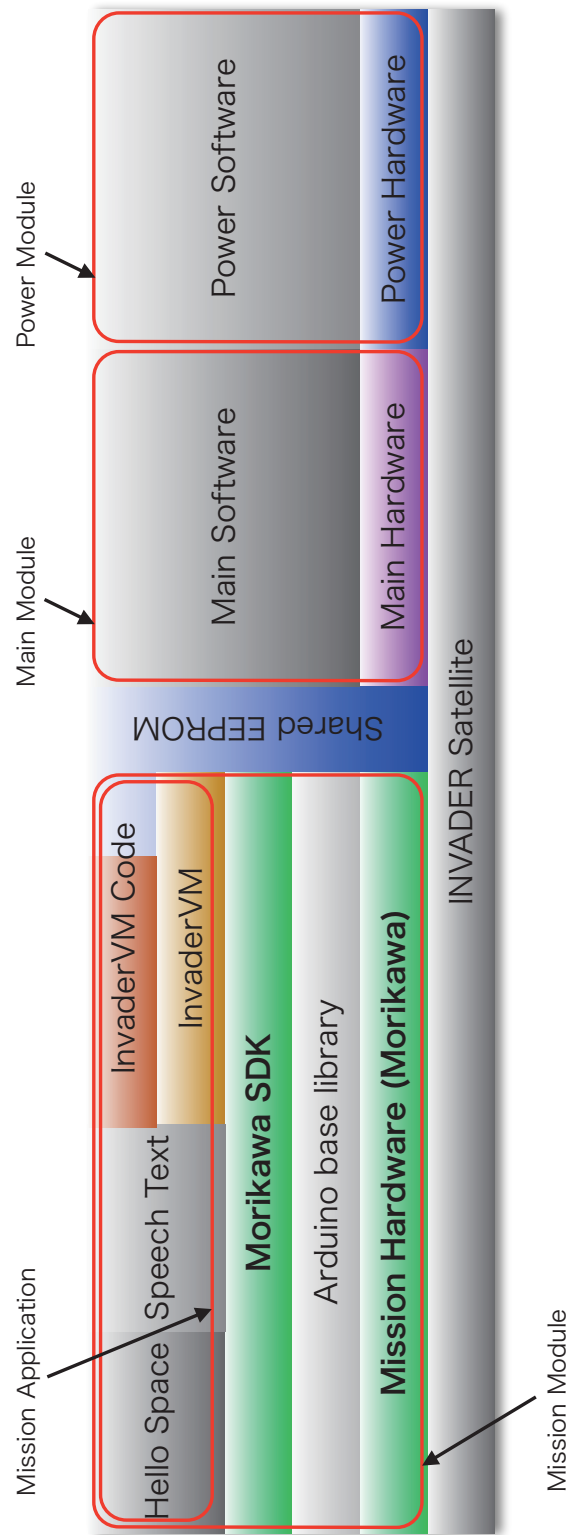 Mission Application
Main Module
Power Module
Hello Space
Speech Text
InvaderVM Code
InvaderVM
Morikawa SDK
Arduino base library
Mission Hardware (Morikawa)
Shared EEPROM
Main Software
Main Hardware
Power Software
Power Hardware
INVADER Satellite
Mission Module